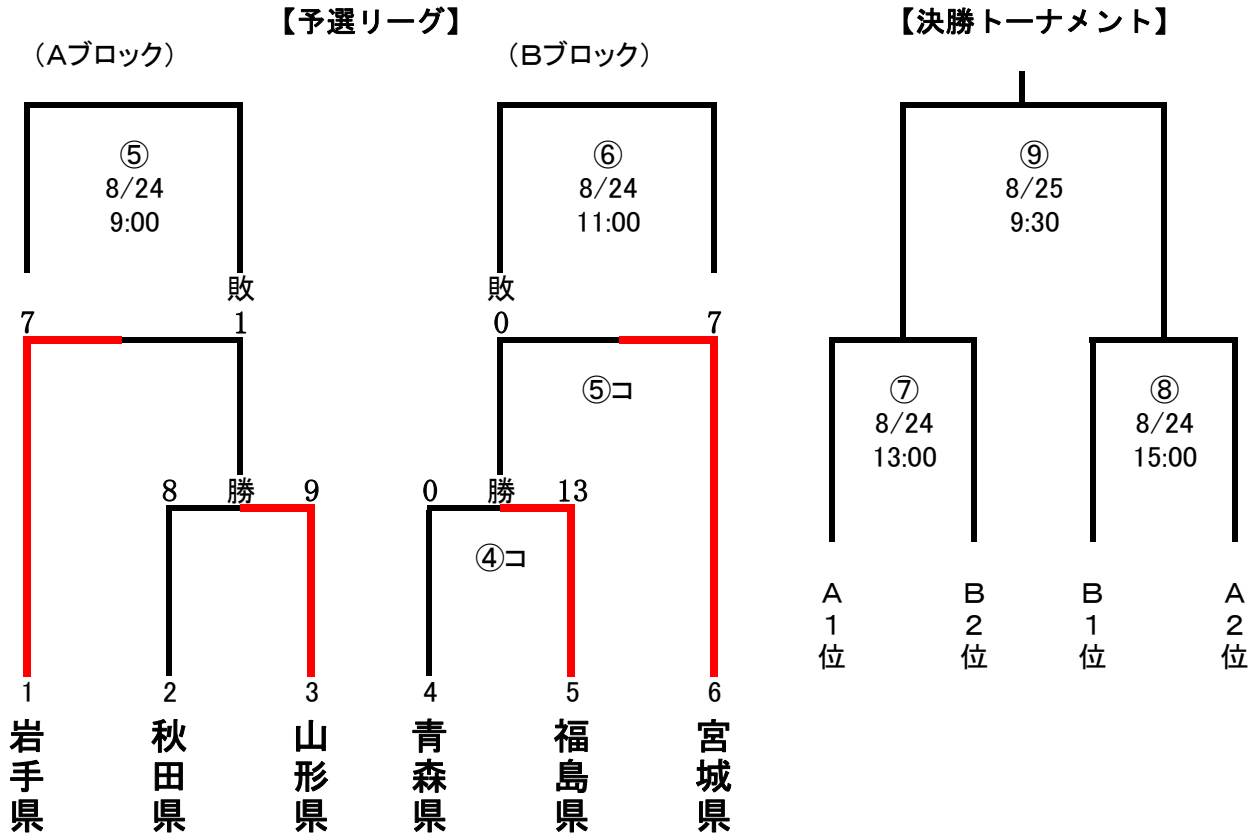 【予選リーグ】
【決勝トーナメント】
（Aブロック）
（Bブロック）
⑤
8/24
9:00
⑥
8/24
11:00
⑨
8/25
9:30
敗
敗
7
1
0
7
⑤コ
⑦
8/24
13:00
⑧
8/24
15:00
8
勝
9
0
勝
13
④コ
A1位
B2位
B1位
A2位
1
2
3
4
5
6
岩手県
秋田県
山形県
青森県
福島県
宮城県